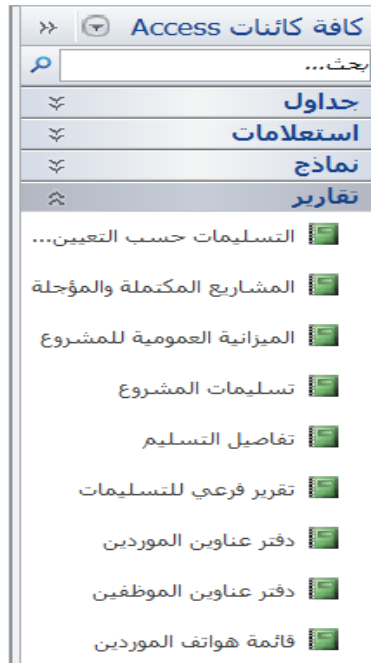 كافة كائنات Access
بحث...
جداول
استعلامات
نماذج
تقارير
التسليمات حسب التعيين...
المشاريع المكتملة والمؤجلة
الميزانية العمومية للمشروع
تسليمات المشروع
تفاصيل التسليم
تقرير فرعي للتسليمات
دفتر عناوين الموردين
دفتر عناوين الموظفين
قائمة هواتف الموردين